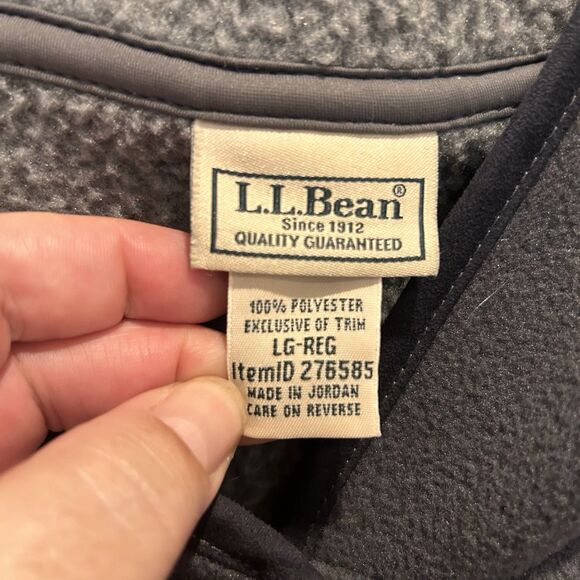 L.L.Bean®
Since 1912
QUALITY GUARANTEED
100% POLYESTER
EXCLUSIVE OF TRIM
LG-REG
ItemID 276585
MADE IN JORDAN
CARE ON REVERSE